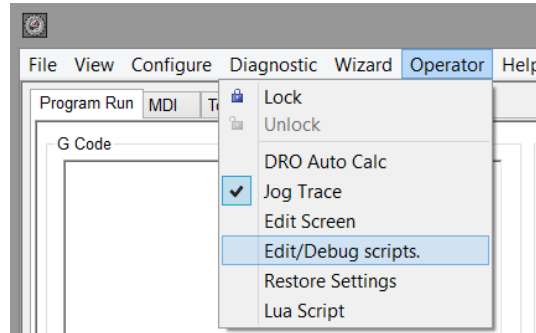 File View Configure Diagnostic Wizard Operator Help
Program Run MDI
G Code
Lock
Unlock
DRO Auto Calc
Jog Trace
Edit Screen
Edit/Debug scripts.
Restore Settings
Lua Script